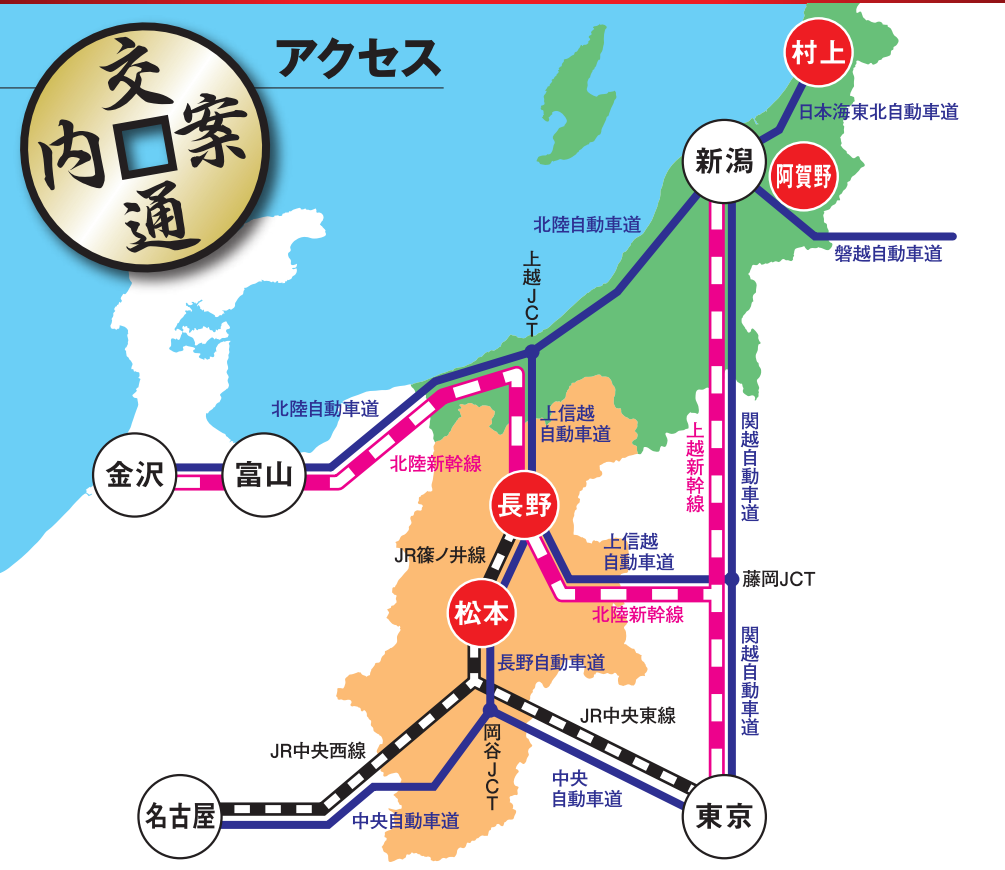 交通案内
アクセス
村上
日本海東北自動車道
新潟
阿賀野
北陸自動車道
磐越自動車道
上越JCT
北陸自動車道
上信越
自動車道
北陸新幹線
上越新幹線
関越自動車道
金沢
富山
長野
JR篠ノ井線
上信越
自動車道
藤岡JCT
北陸新幹線
松本
長野自動車道
関越自動車道
JR中央東線
JR中央西線
岡谷JCT
中央
自動車道
名古屋
中央自動車道
東京